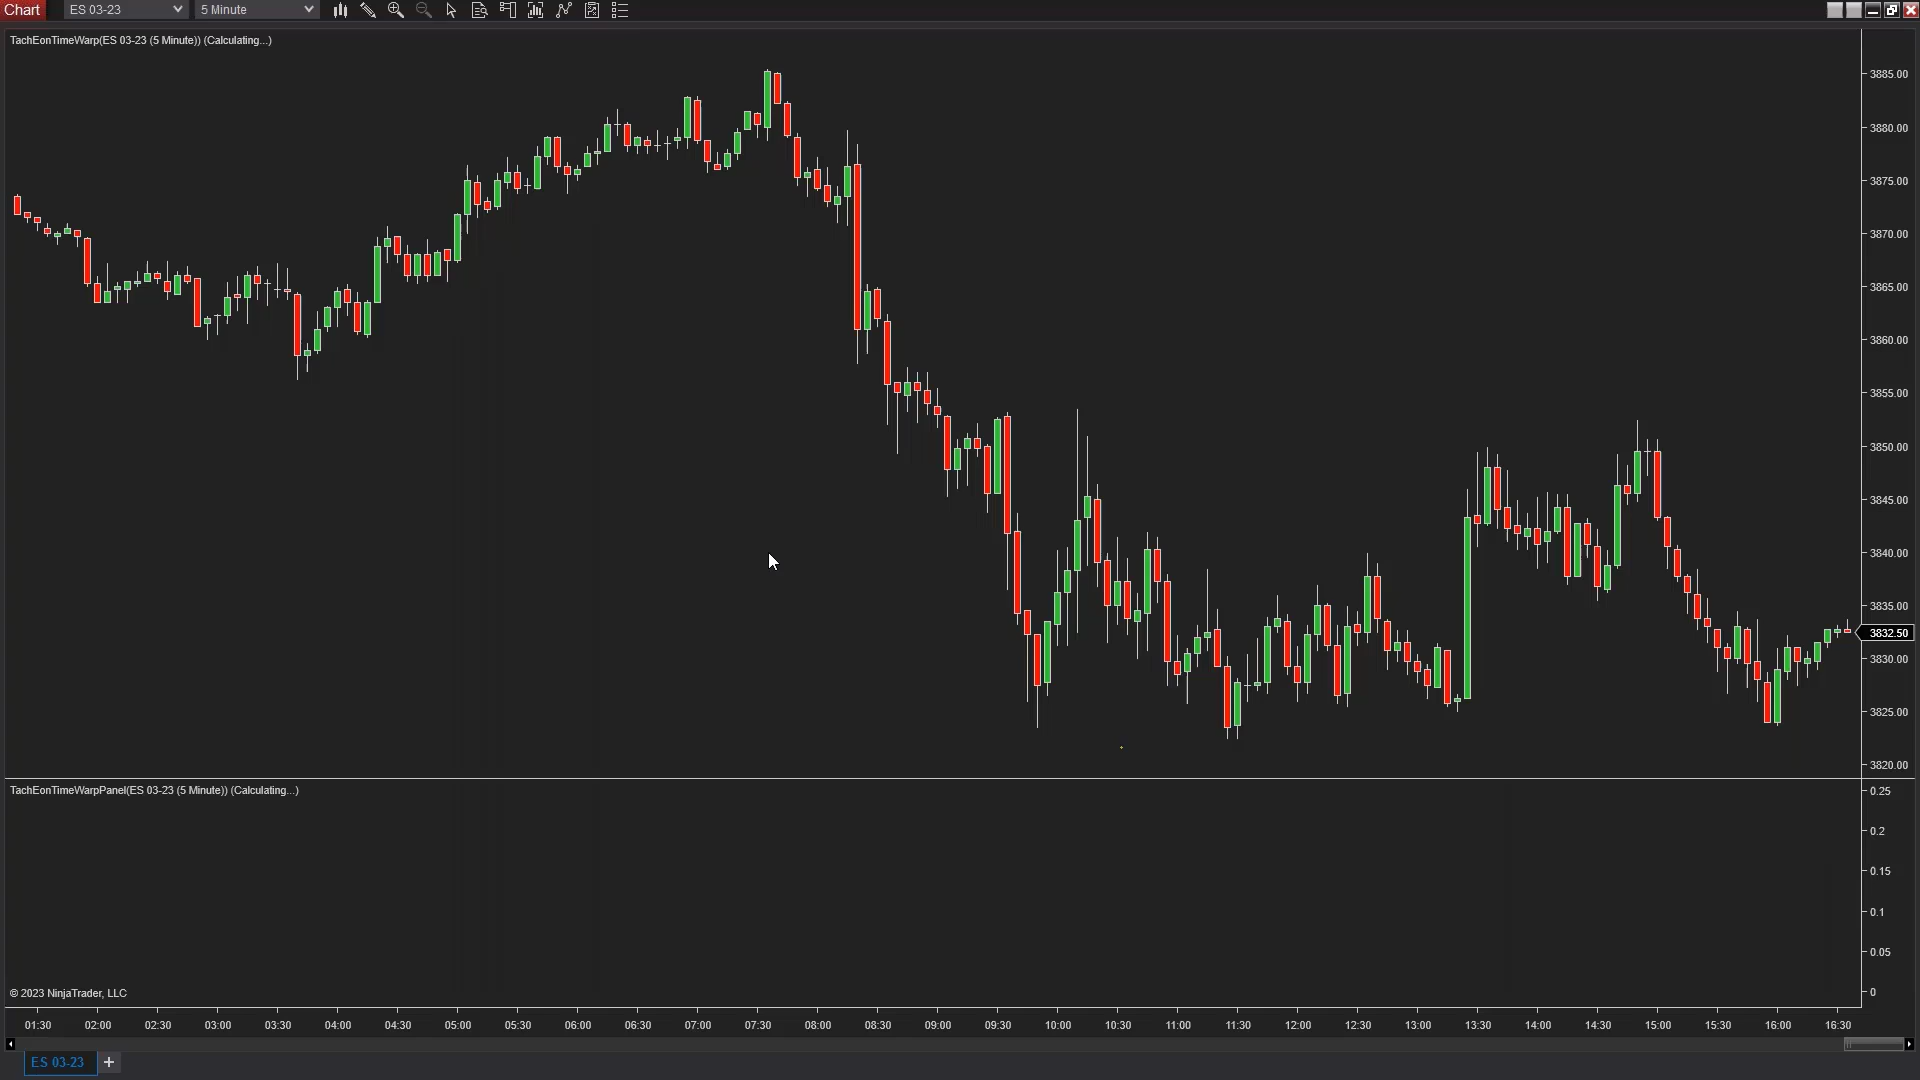 Chart
ES 03-23
5 Minute
TachEonTimeWarp(ES 03-23 (5 Minute)) (Calculating...)
3885.00
3880.00
3875.00
3870.00
3865.00
3860.00
3855.00
3850.00
3845.00
3840.00
3835.00
3832.50
3830.00
3825.00
3820.00
TachEonTimeWarpPanel(ES 03-23 (5 Minute)) (Calculating...)
0.25
0.2
0.15
0.1
0.05
0
© 2023 NinjaTrader, LLC
01:30 02:00 02:30 03:00 03:30 04:00 04:30 05:00 05:30 06:00 06:30 07:00 07:30 08:00 08:30 09:00 09:30 10:00 10:30 11:00 11:30 12:00 12:30 13:00 13:30 14:00 14:30 15:00 15:30 16:00 16:30
ES 03-23 +